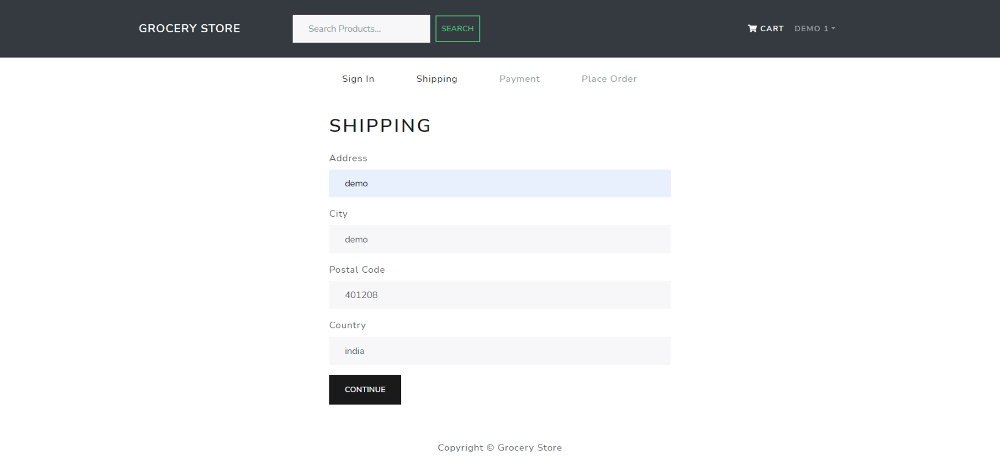 GROCERY STORE
Search Products...
SEARCH
CART
DEMO 1
Sign In
Shipping
Payment
Place Order
SHIPPING
Address
demo
City
demo
Postal Code
401208
Country
india
CONTINUE
Copyright © Grocery Store